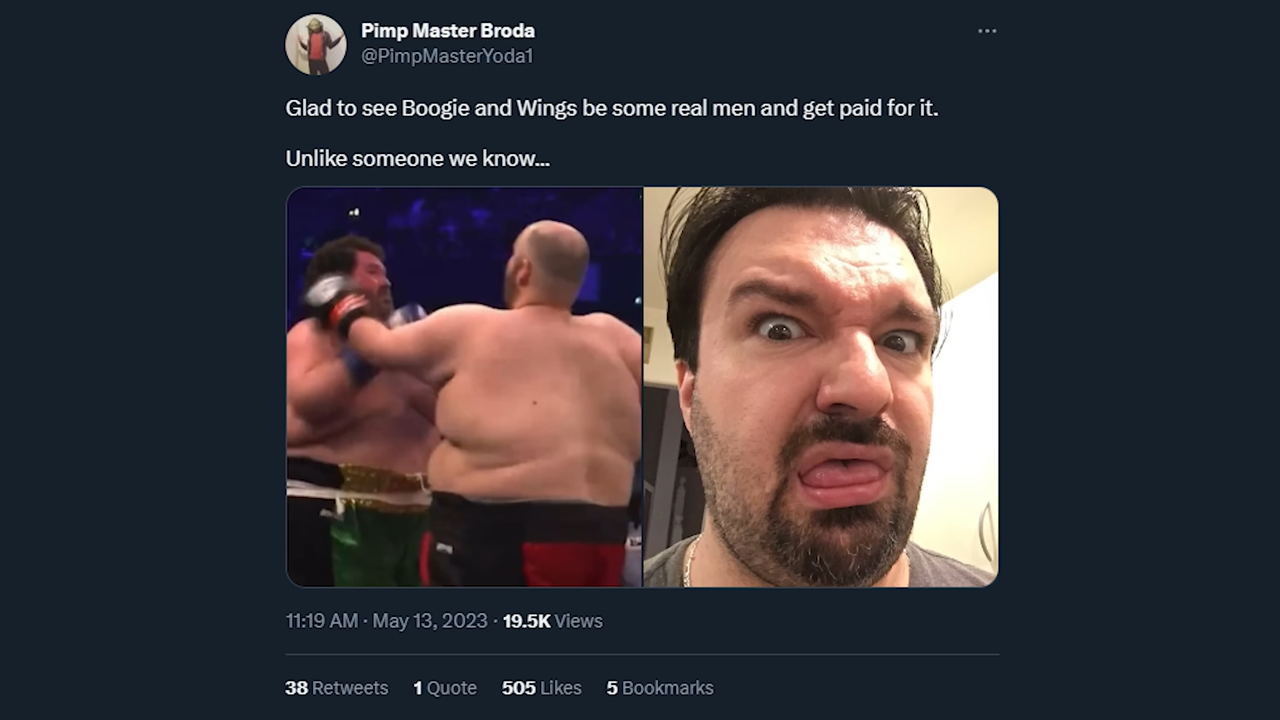 Pimp Master Broda
@PimpMasterYoda1
Glad to see Boogie and Wings be some real men and get paid for it.
Unlike someone we know...
11:19 AM · May 13, 2023 · 19.5K Views
38 Retweets 1 Quote 505 Likes 5 Bookmarks